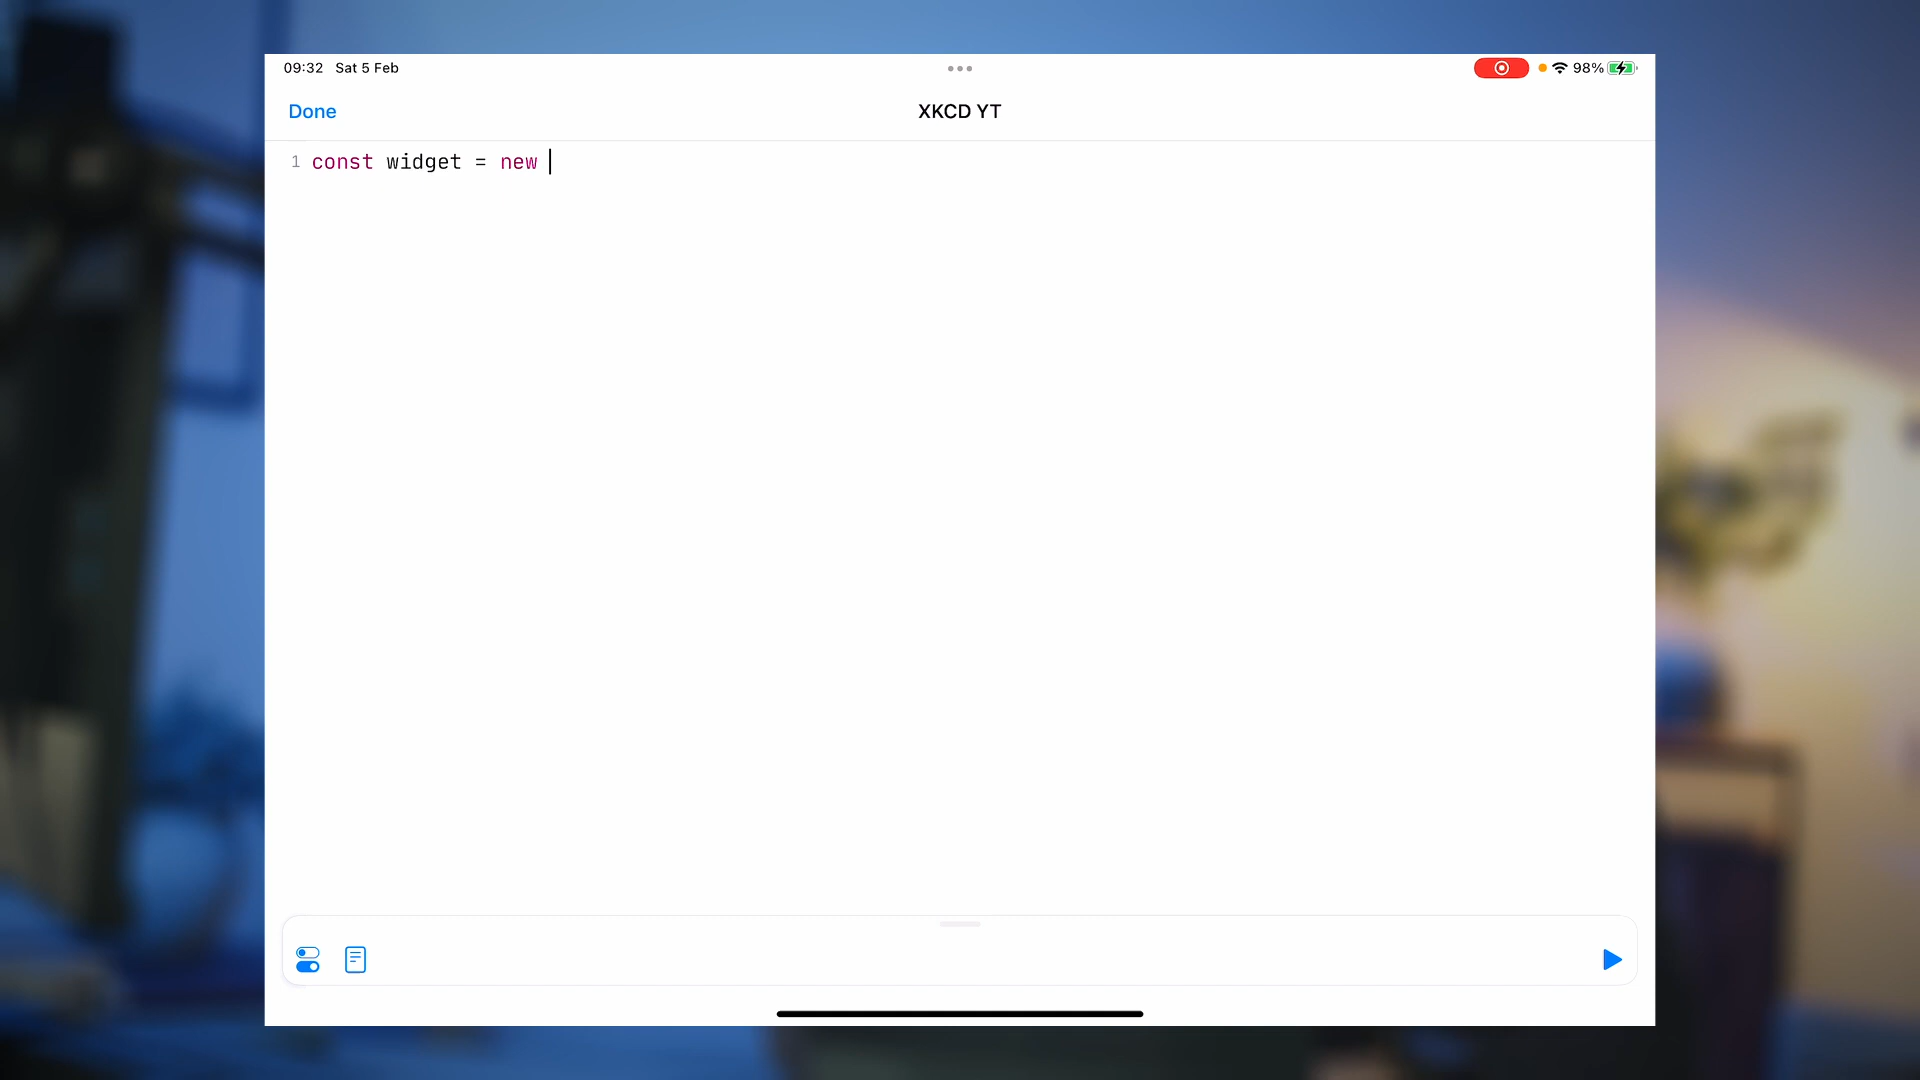 09:32 Sat 5 Feb
98%
Done
XKCD YT
1 const widget = new